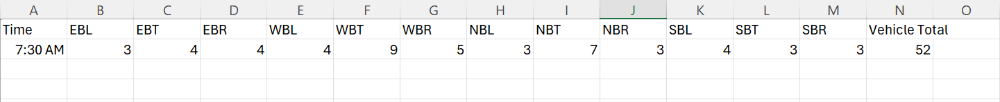 A B C D E F G H I J K L M N O
Time EBL EBT EBR WBL WBT WBR NBL NBT NBR SBL SBT SBR Vehicle Total
7:30 AM 3 4 4 4 9 5 3 7 3 4 3 3 52